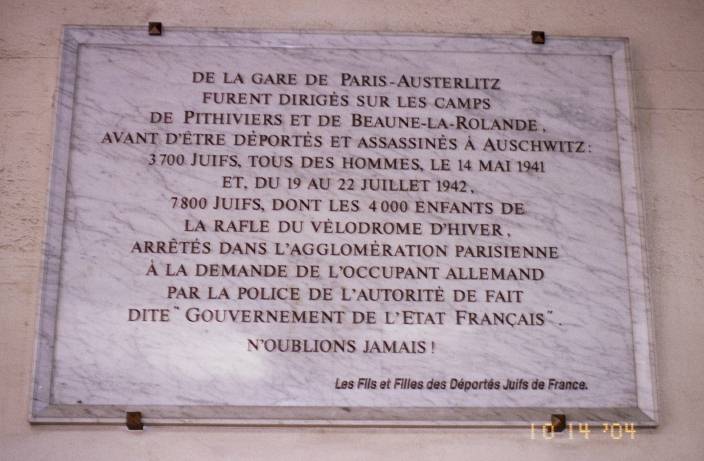 DE LA GARE DE PARIS-AUSTERLITZ
FURENT DIRIGÉS SUR LES CAMPS
DE PITHIVIERS ET DE BEAUNE-LA-ROLANDE,
AVANT D'ÊTRE DÉPORTÉS ET ASSASSINÉS À AUSCHWITZ:
3700 JUIFS, TOUS DES HOMMES, LE 14 MAI 1941
ET, DU 19 AU 22 JUILLET 1942,
7800 JUIFS, DONT LES 4000 ENFANTS DE
LA RAFLE DU VÉLODROME D'HIVER,
ARRÊTÉS DANS L'AGGLOMÉRATION PARISIENNE
À LA DEMANDE DE L'OCCUPANT ALLEMAND
PAR LA POLICE DE L'AUTORITÉ DE FAIT
DITE "GOUVERNEMENT DE L'ETAT FRANÇAIS".
N'OUBLIONS JAMAIS!
Les Fils et Filles des Déportés Juifs de France.
10 14 '04